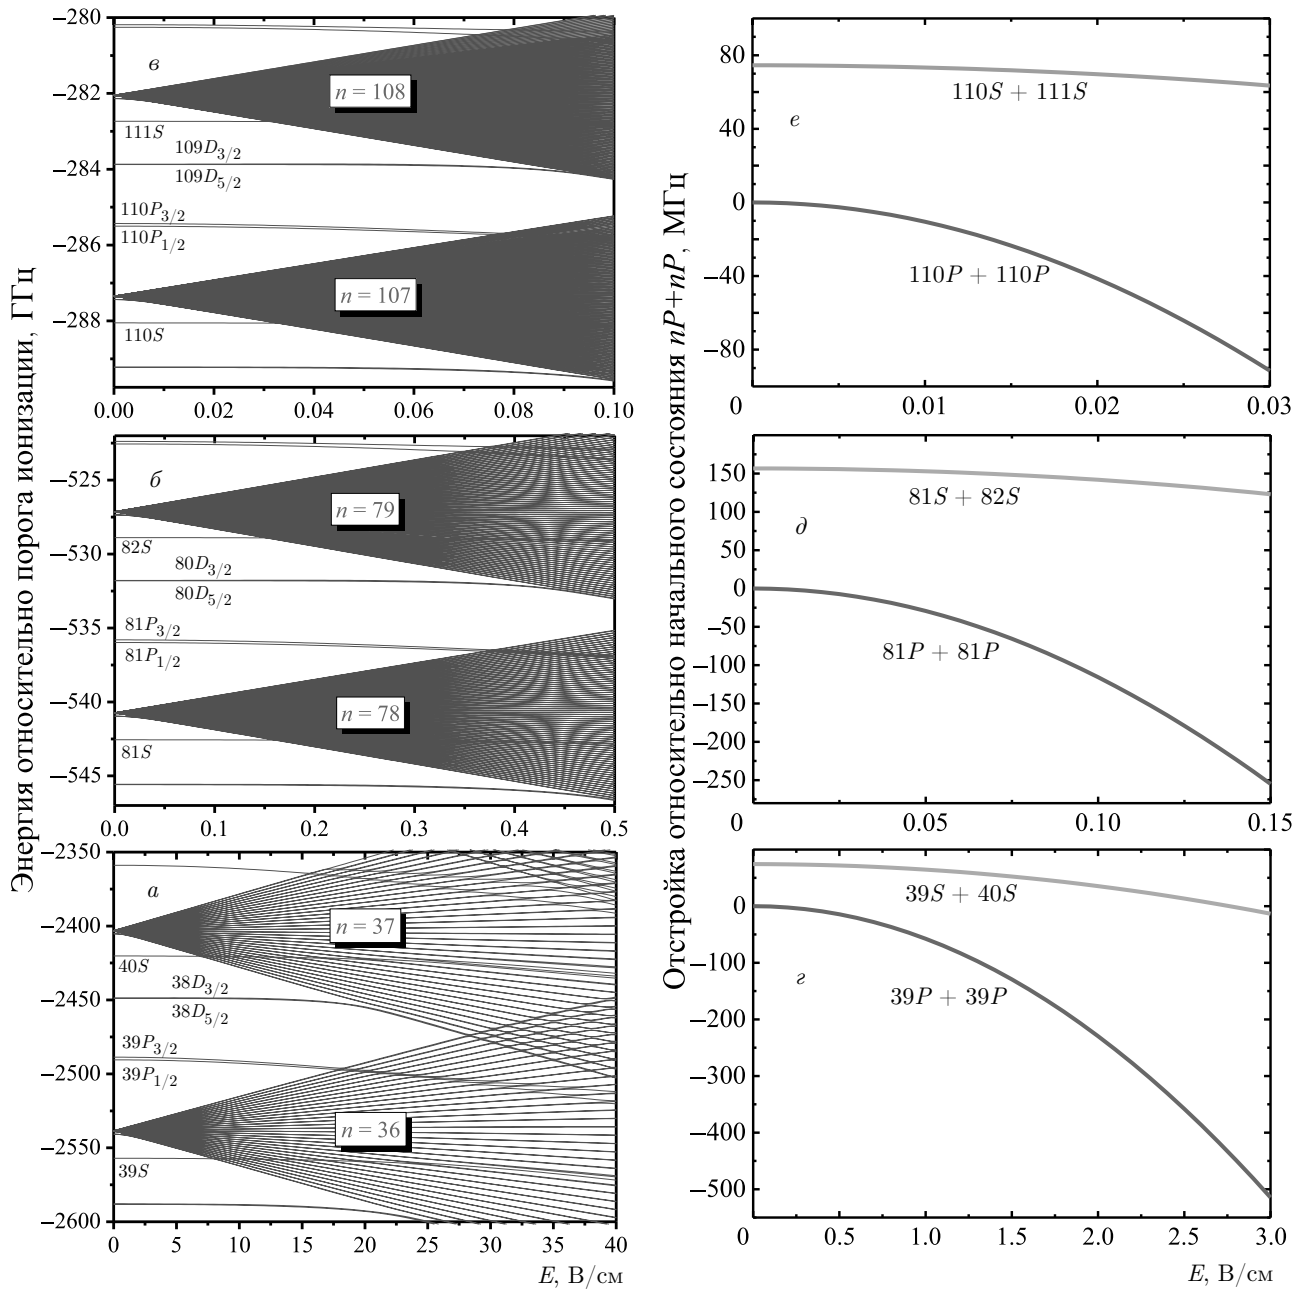 Энергия относительно порога ионизации, ГГц
−280
−282
−284
−286
−288
в
n = 108
111S
109D3/2
109D5/2
110P3/2
110P1/2
n = 107
110S
0.00 0.02 0.04 0.06 0.08 0.10
−525
−530
−535
−540
−545
б
n = 79
82S
80D3/2
80D5/2
81P3/2
81P1/2
n = 78
81S
0.0 0.1 0.2 0.3 0.4 0.5
−2350
−2400
−2450
−2500
−2550
−2600
а
n = 37
40S
38D3/2
38D5/2
39P3/2
39P1/2
n = 36
39S
0 5 10 15 20 25 30 35 40
E, В/см
Отстройка относительно начального состояния nP+nP, МГц
80
40
0
−40
−80
110S + 111S
е
110P + 110P
0 0.01 0.02 0.03
150
100
50
0
−50
−100
−150
−200
−250
81S + 82S
д
81P + 81P
0 0.05 0.10 0.15
0
−100
−200
−300
−400
−500
39S + 40S
г
39P + 39P
0 0.5 1.0 1.5 2.0 2.5 3.0
E, В/см